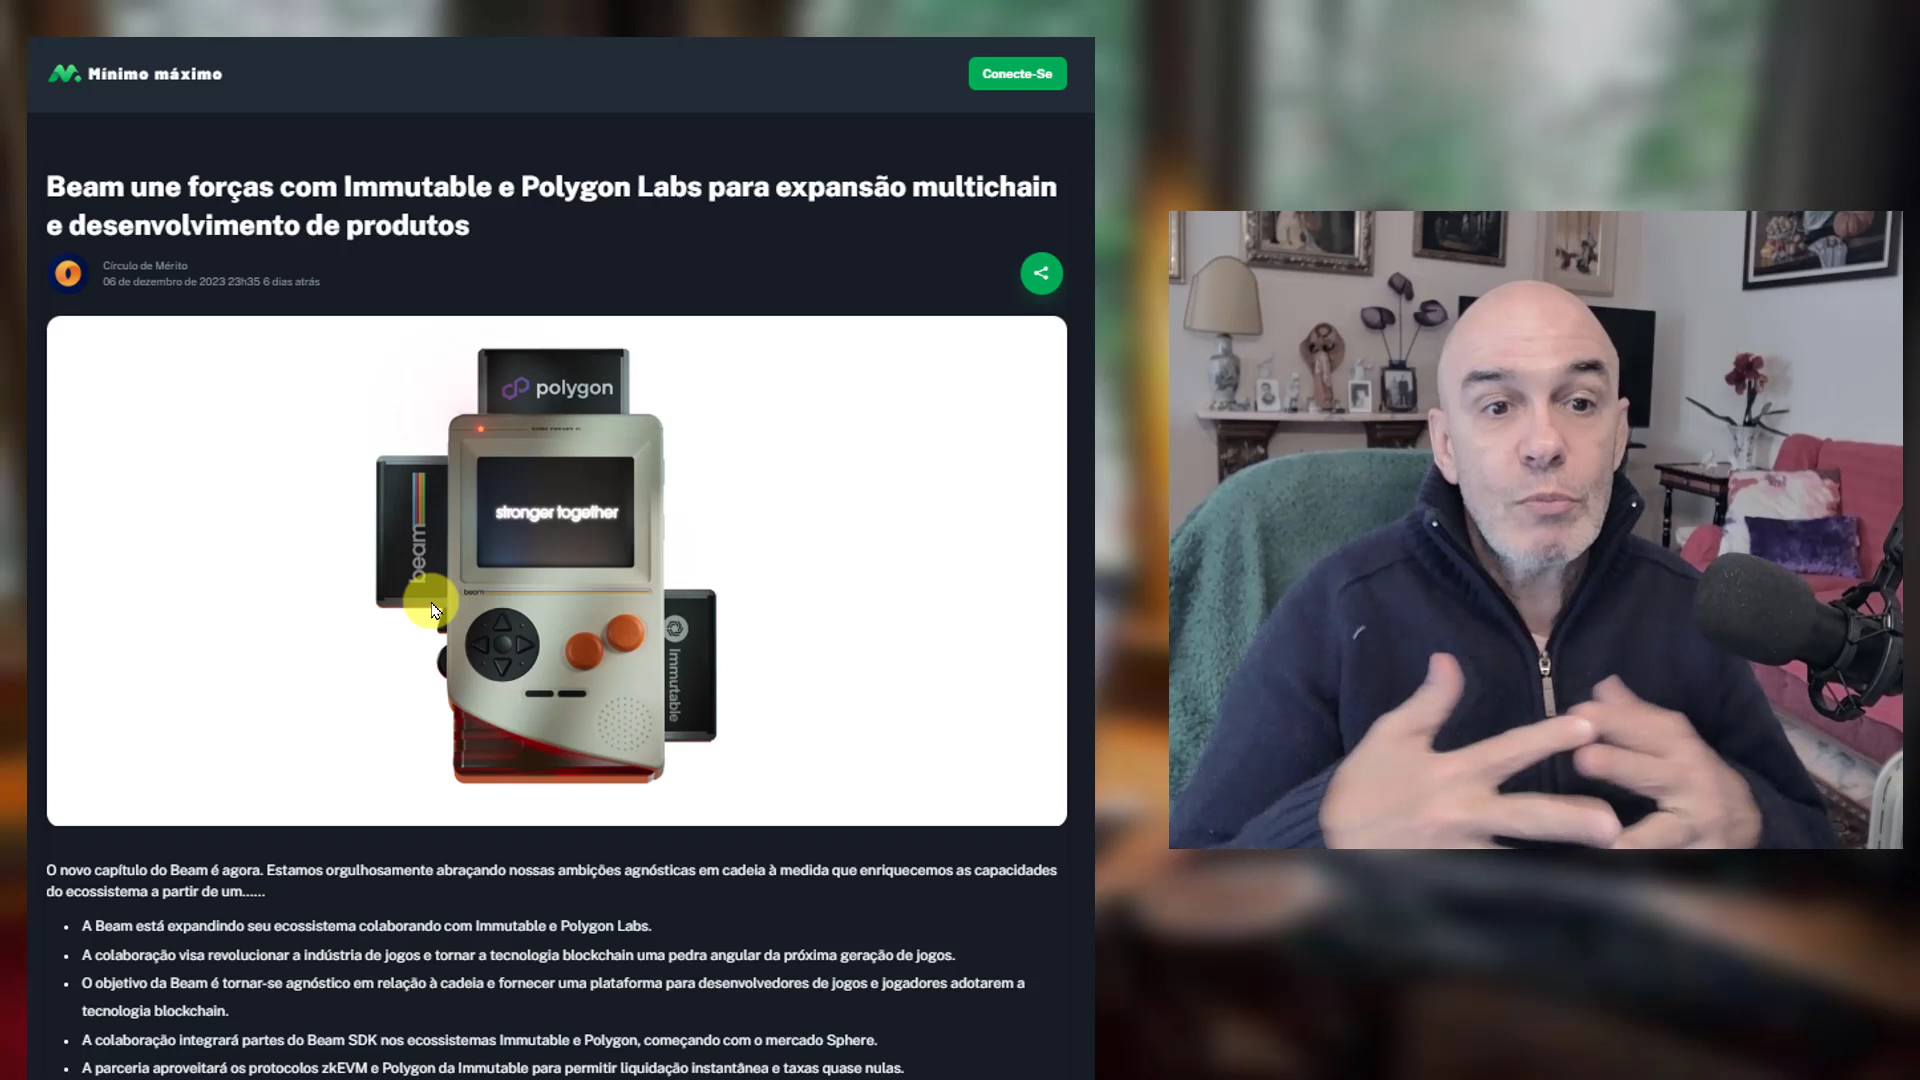 Mínimo máximo
Conecte-Se
Beam une forças com Immutable e Polygon Labs para expansão multichain
e desenvolvimento de produtos
Círculo de Mérito
06 de dezembro de 2023 23h35 6 dias atrás
polygon
stronger together
beam
beam
Immutable
O novo capítulo do Beam é agora. Estamos orgulhosamente abraçando nossas ambições agnósticas em cadeia à medida que enriquecemos as capacidades
do ecossistema a partir de um......
• A Beam está expandindo seu ecossistema colaborando com Immutable e Polygon Labs.
• A colaboração visa revolucionar a indústria de jogos e tornar a tecnologia blockchain uma pedra angular da próxima geração de jogos.
• O objetivo da Beam é tornar-se agnóstico em relação à cadeia e fornecer uma plataforma para desenvolvedores de jogos e jogadores adotarem a
tecnologia blockchain.
• A colaboração integrará partes do Beam SDK nos ecossistemas Immutable e Polygon, começando com o mercado Sphere.
• A parceria aproveitará os protocolos zkEVM e Polygon da Immutable para permitir liquidação instantânea e taxas quase nulas.